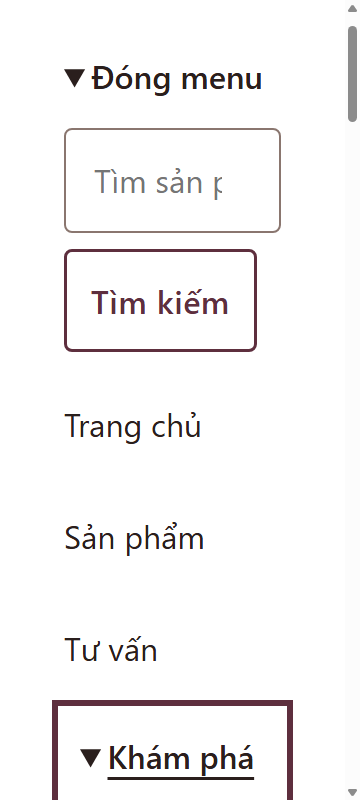 Đóng menu
Tìm sản
Tìm kiếm
Trang chủ
Sản phẩm
Tư vấn
Khám phá